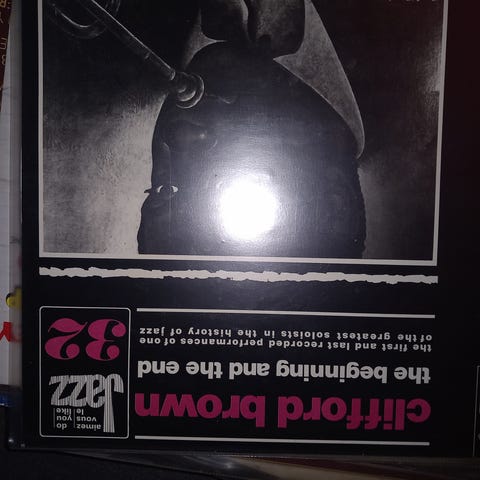 clifford brown
the beginning and the end
the first and last recorded performances of one
of the greatest soloists in the history of jazz
aimez
vous
le
do
you
like
Jazz
32